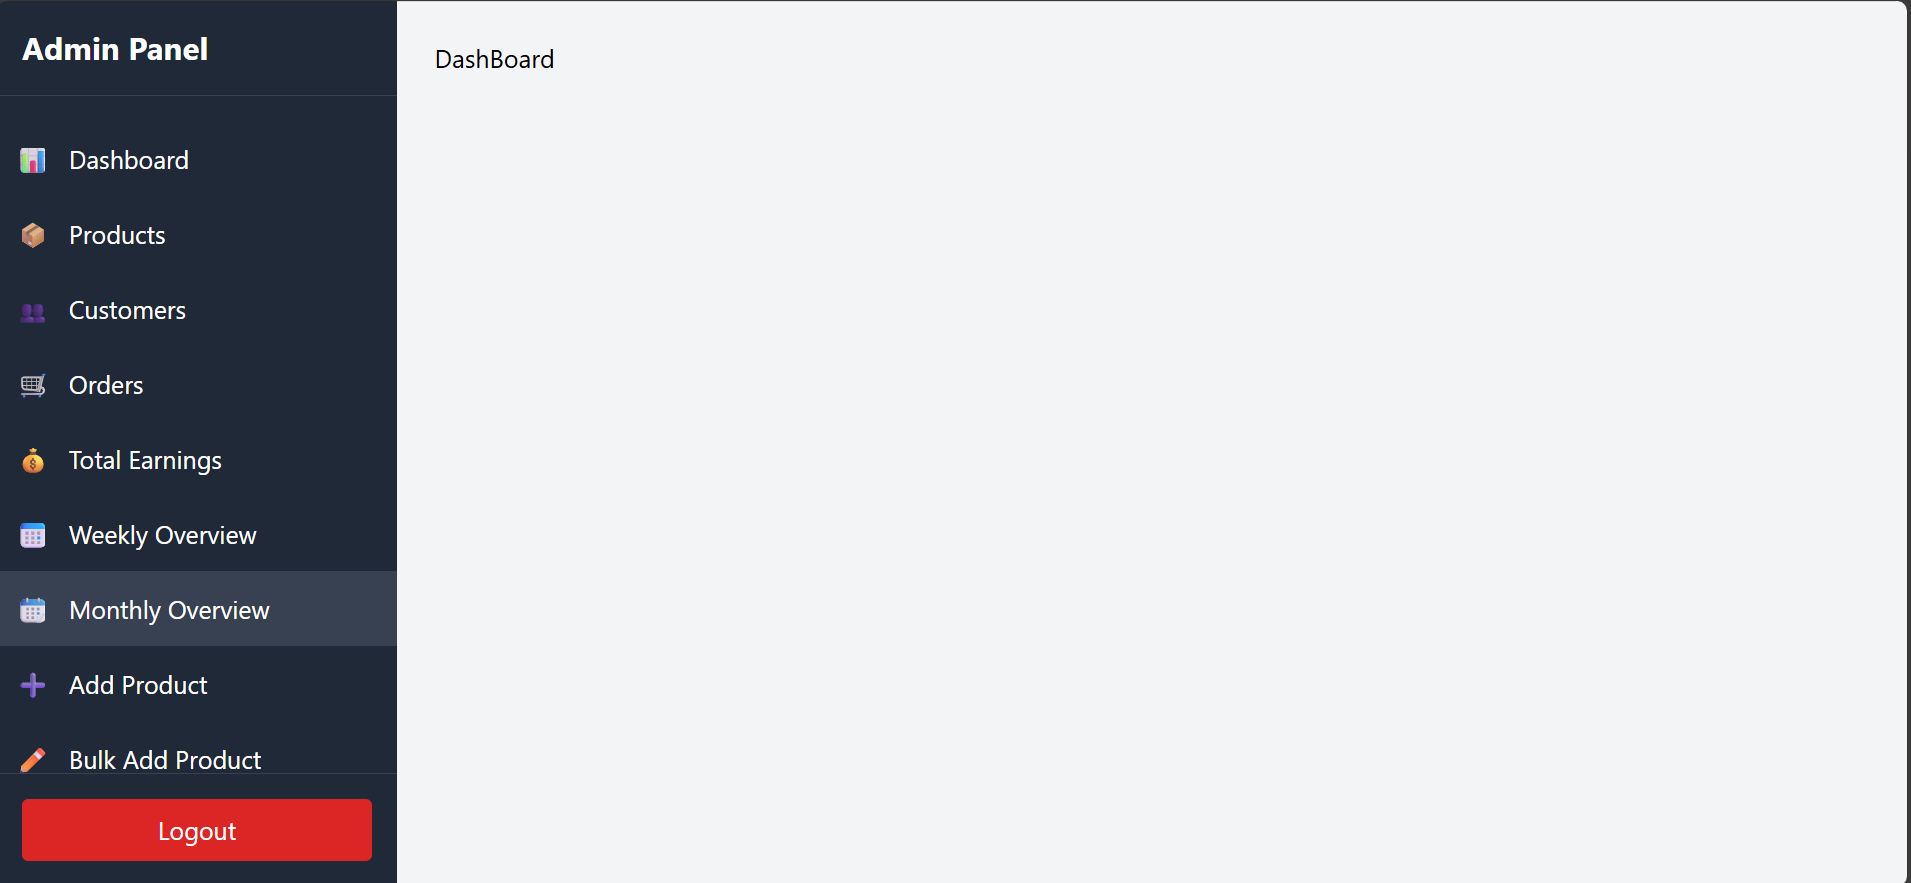 Admin Panel
Dashboard
Products
Customers
Orders
Total Earnings
Weekly Overview
Monthly Overview
Add Product
Bulk Add Product
Logout
DashBoard